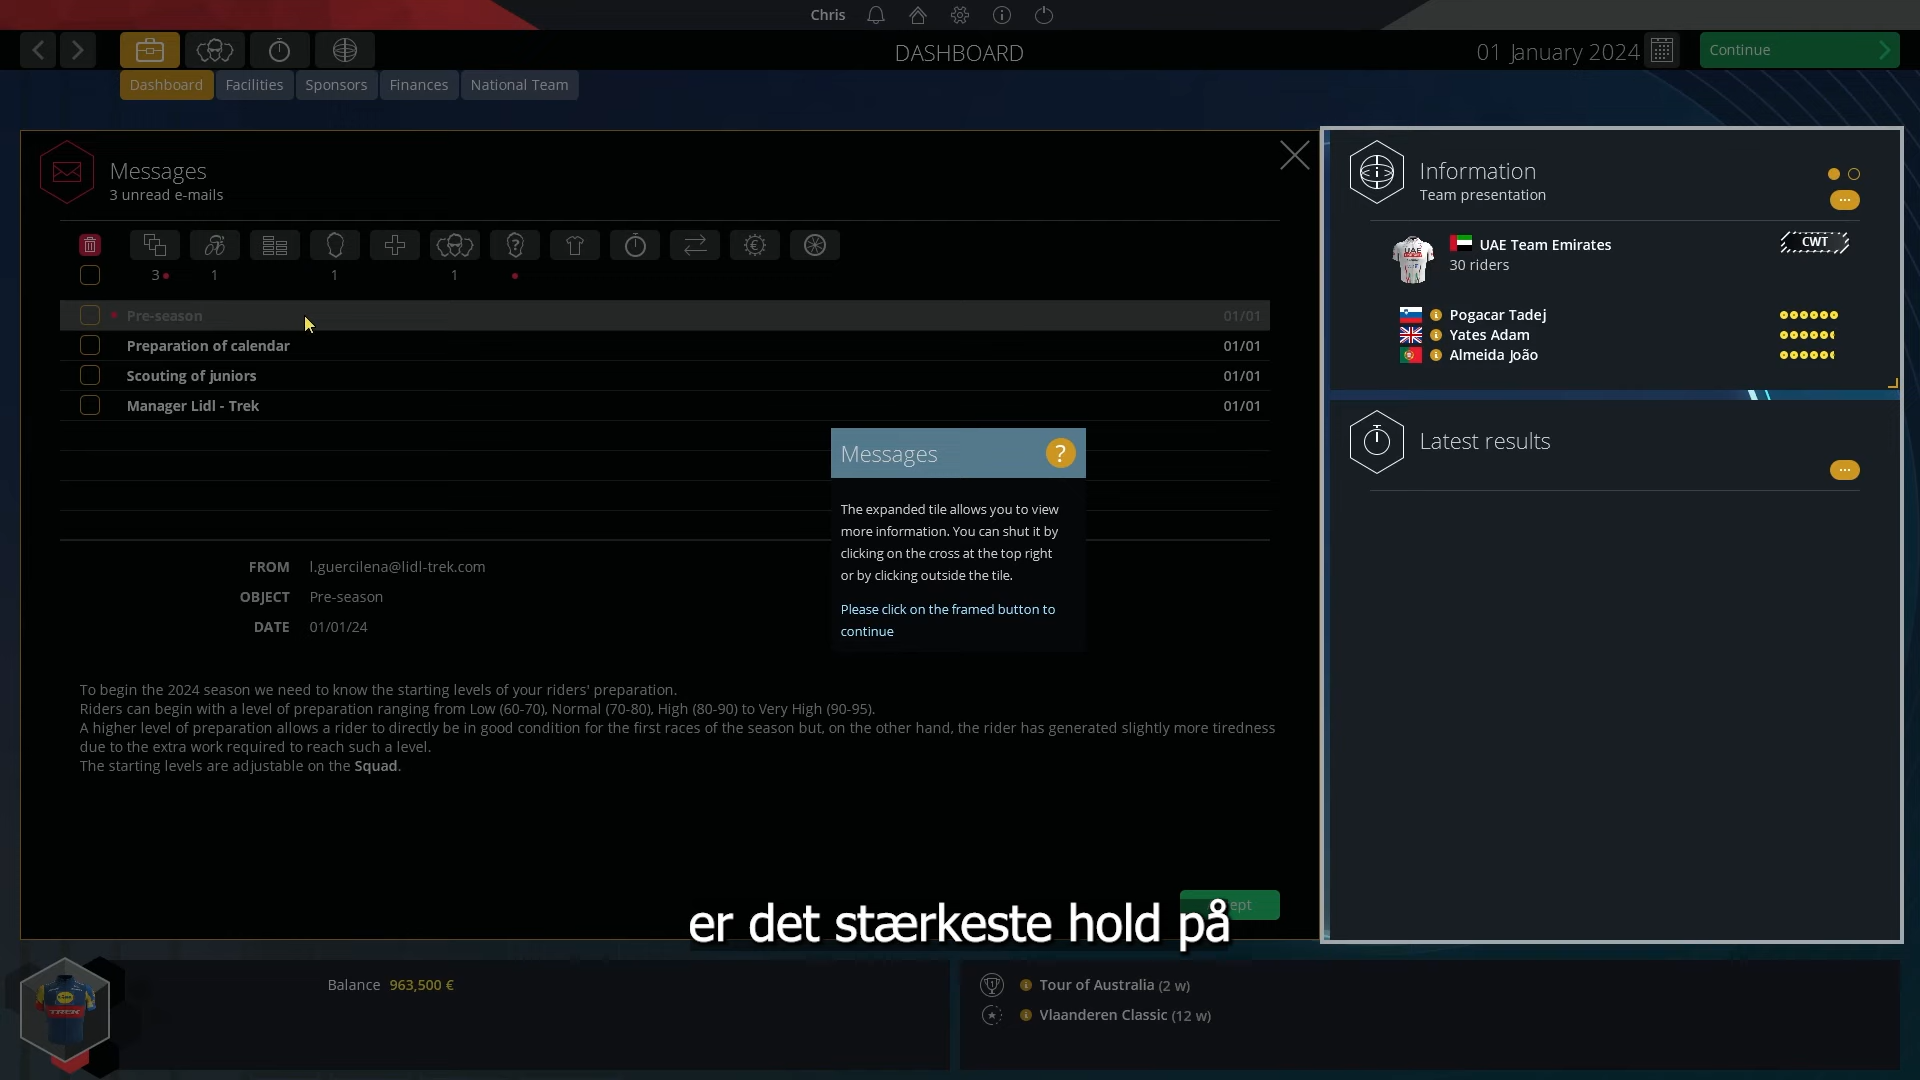 Chris
DASHBOARD
01 January 2024
Continue
Dashboard
Facilities
Sponsors
Finances
National Team
Messages
3 unread e-mails
3
1
1
1
Pre-season
01/01
Preparation of calendar
01/01
Scouting of juniors
01/01
Manager Lidl - Trek
01/01
FROM l.guercilena@lidl-trek.com
OBJECT Pre-season
DATE 01/01/24
To begin the 2024 season we need to know the starting levels of your riders' preparation.
Riders can begin with a level of preparation ranging from Low (60-70), Normal (70-80), High (80-90) to Very High (90-95).
A higher level of preparation allows a rider to directly be in good condition for the first races of the season but, on the other hand, the rider has generated slightly more tiredness
due to the extra work required to reach such a level.
The starting levels are adjustable on the Squad.
Messages
?
The expanded tile allows you to view
more information. You can shut it by
clicking on the cross at the top right
or by clicking outside the tile.
Please click on the framed button to
continue
Information
Team presentation
UAE Team Emirates
CWT
30 riders
Pogacar Tadej
Yates Adam
Almeida João
Latest results
er det stærkeste hold på
Balance 963,500 €
Tour of Australia (2 w)
Vlaanderen Classic (12 w)
TREK
UAE